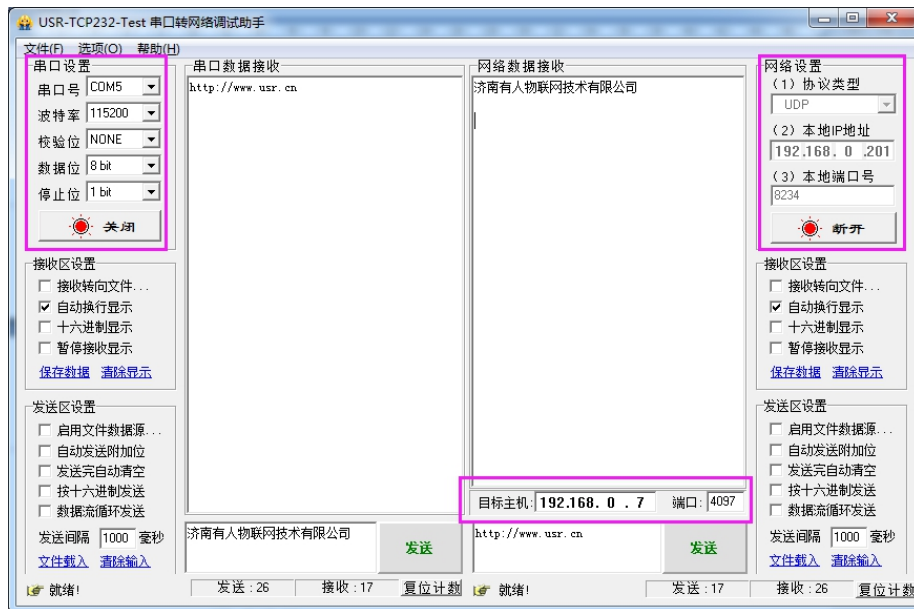 USR-TCP232-Test 串口转网络调试助手
文件(F) 选项(O) 帮助(H)
串口设置
串口号 COM5
波特率 115200
校验位 NONE
数据位 8 bit
停止位 1 bit
关闭
接收区设置
接收转向文件...
自动换行显示
十六进制显示
暂停接收显示
保存数据 清除显示
发送区设置
启用文件数据源...
自动发送附加位
发送完自动清空
按十六进制发送
数据流循环发送
发送间隔 1000 毫秒
文件载入 清除输入
就绪!
串口数据接收
http://www.usr.cn
济南有人物联网技术有限公司
发送
发送 : 26 接收 : 17 复位计数
网络数据接收
济南有人物联网技术有限公司
目标主机: 192.168. 0 . 7 端口: 4097
http://www.usr.cn
发送
就绪!
发送 : 17 接收 : 26 复位计数
网络设置
(1) 协议类型
UDP
(2) 本地IP地址
192.168. 0 .201
(3) 本地端口号
8234
断开
接收区设置
接收转向文件...
自动换行显示
十六进制显示
暂停接收显示
保存数据 清除显示
发送区设置
启用文件数据源...
自动发送附加位
发送完自动清空
按十六进制发送
数据流循环发送
发送间隔 1000 毫秒
文件载入 清除输入